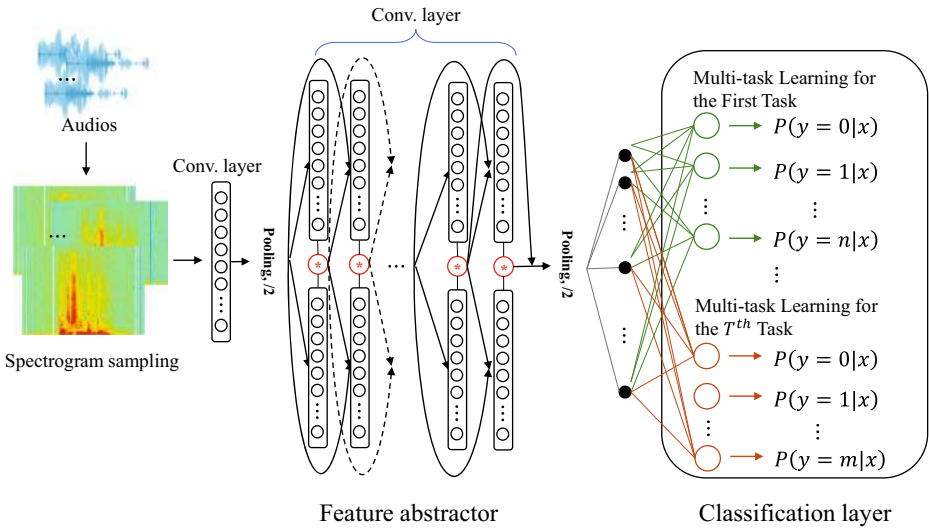 Conv. layer
...
Audios
Conv. layer
...
Spectrogram sampling
Pooling, /2
*
*
...
*
*
Pooling, /2
Multi-task Learning for
the First Task
P(y = 0|x)
P(y = 1|x)
P(y = n|x)
Multi-task Learning for
the T^{th} Task
P(y = 0|x)
P(y = 1|x)
P(y = m|x)
Feature abstractor
Classification layer